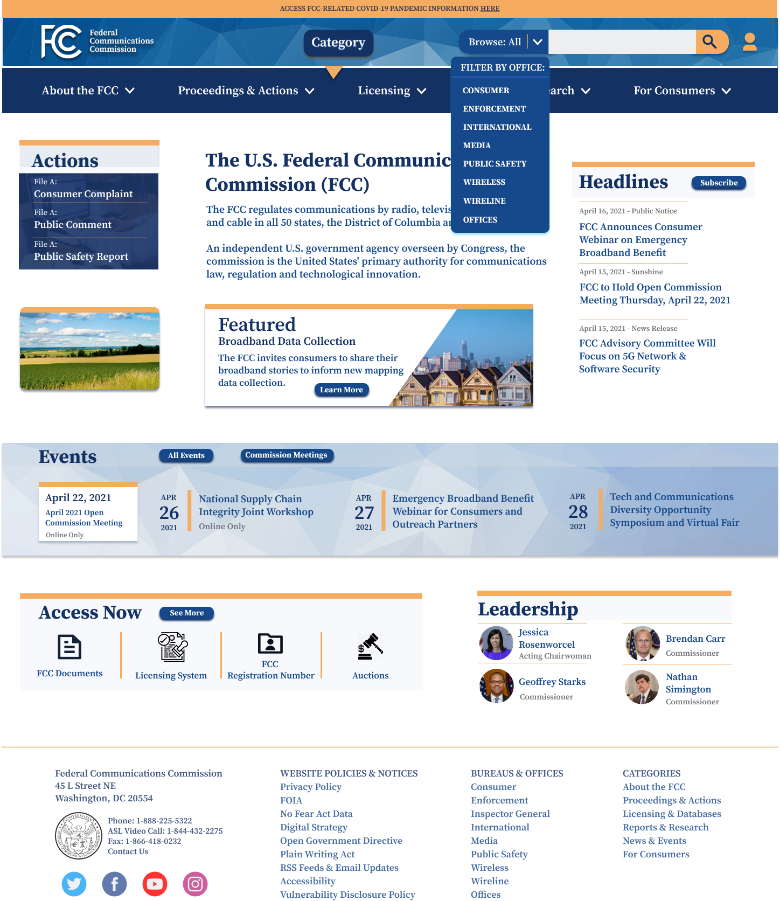 ACCESS FCC-RELATED COVID-19 PANDEMIC INFORMATION HERE
FCC
Federal
Communications
Commission
Category
Browse: All
FILTER BY OFFICE:
CONSUMER
ENFORCEMENT
INTERNATIONAL
MEDIA
PUBLIC SAFETY
WIRELESS
WIRELINE
OFFICES
About the FCC
Proceedings & Actions
Licensing
earch
For Consumers
Actions
File A:
Consumer Complaint
File A:
Public Comment
File A:
Public Safety Report
The U.S. Federal Communic
Commission (FCC)
The FCC regulates communications by radio, televis
and cable in all 50 states, the District of Columbia a
An independent U.S. government agency overseen by Congress, the
commission is the United States' primary authority for communications
law, regulation and technological innovation.
Featured
Broadband Data Collection
The FCC invites consumers to share their
broadband stories to inform new mapping
data collection.
Learn More
Headlines
Subscribe
April 16, 2021 - Public Notice
FCC Announces Consumer
Webinar on Emergency
Broadband Benefit
April 15, 2021 - Sunshine
FCC to Hold Open Commission
Meeting Thursday, April 22, 2021
April 15, 2021 - News Release
FCC Advisory Committee Will
Focus on 5G Network &
Software Security
Events
All Events
Commission Meetings
April 22, 2021
April 2021 Open
Commission Meeting
Online Only
APR
26
2021
National Supply Chain
Integrity Joint Workshop
Online Only
APR
27
2021
Emergency Broadband Benefit
Webinar for Consumers and
Outreach Partners
APR
28
2021
Tech and Communications
Diversity Opportunity
Symposium and Virtual Fair
Access Now
See More
FCC Documents
Licensing System
FCC
Registration Number
Auctions
Leadership
Jessica
Rosenworcel
Acting Chairwoman
Brendan Carr
Commissioner
Geoffrey Starks
Commissioner
Nathan
Simington
Commissioner
Federal Communications Commission
45 L Street NE
Washington, DC 20554
Phone: 1-888-225-5322
ASL Video Call: 1-844-432-2275
Fax: 1-866-418-0232
Contact Us
WEBSITE POLICIES & NOTICES
Privacy Policy
FOIA
No Fear Act Data
Digital Strategy
Open Government Directive
Plain Writing Act
RSS Feeds & Email Updates
Accessibility
Vulnerability Disclosure Policy
BUREAUS & OFFICES
Consumer
Enforcement
Inspector General
International
Media
Public Safety
Wireless
Wireline
Offices
CATEGORIES
About the FCC
Proceedings & Actions
Licensing & Databases
Reports & Research
News & Events
For Consumers